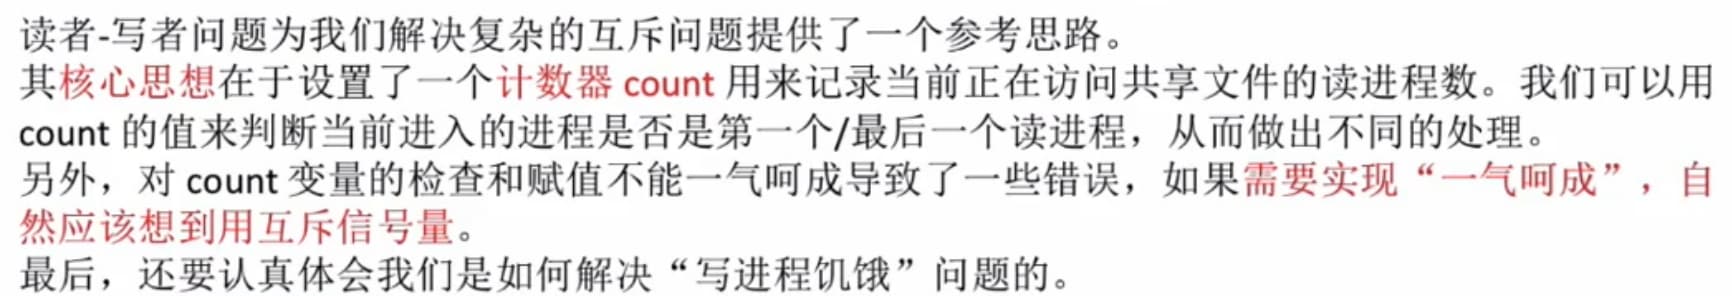 读者-写者问题为我们解决复杂的互斥问题提供了一个参考思路。
其核心思想在于设置了一个计数器 count 用来记录当前正在访问共享文件的读进程数。我们可以用
count 的值来判断当前进入的进程是否是第一个/最后一个读进程，从而做出不同的处理。
另外，对 count 变量的检查和赋值不能一气呵成导致了一些错误，如果需要实现“一气呵成”，自
然应该想到用互斥信号量。
最后，还要认真体会我们是如何解决“写进程饥饿”问题的。